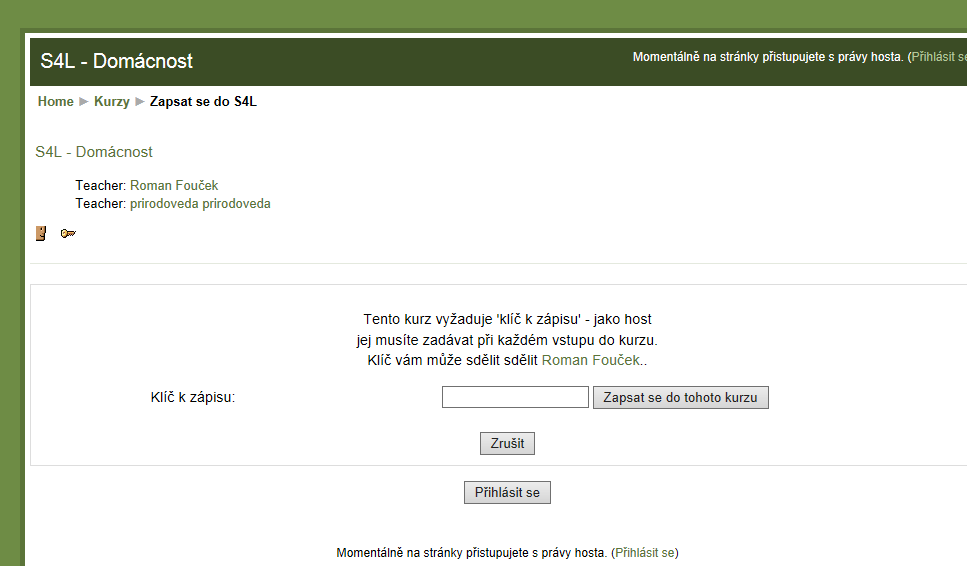 S4L - Domácnost
Momentálně na stránky přistupujete s právy hosta. (Přihlásit se
Home ► Kurzy ► Zapsat se do S4L
S4L - Domácnost
Teacher: Roman Fouček
Teacher: prirodoveda prirodoveda
Tento kurz vyžaduje 'klíč k zápisu' - jako host
jej musíte zadávat při každém vstupu do kurzu.
Klíč vám může sdělit sdělit Roman Fouček..
Klíč k zápisu:
Zapsat se do tohoto kurzu
Zrušit
Přihlásit se
Momentálně na stránky přistupujete s právy hosta. (Přihlásit se)